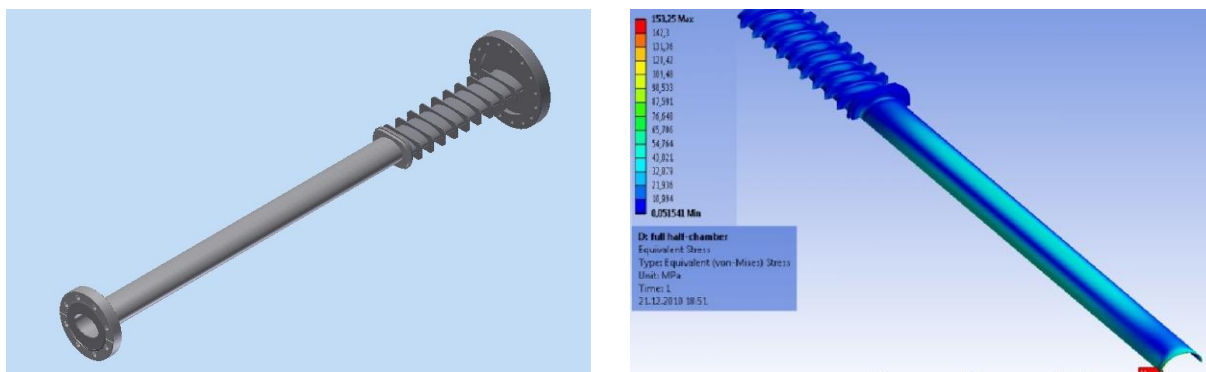 153,25 Max
142,3
131,36
120,42
109,48
98,533
87,591
76,648
65,706
54,764
43,821
32,879
21,936
10,994
0,051541 Min
D: full half-chamber
Equivalent Stress
Type: Equivalent (von-Mises) Stress
Unit: MPa
Time: 1
21.12.2010 18:51